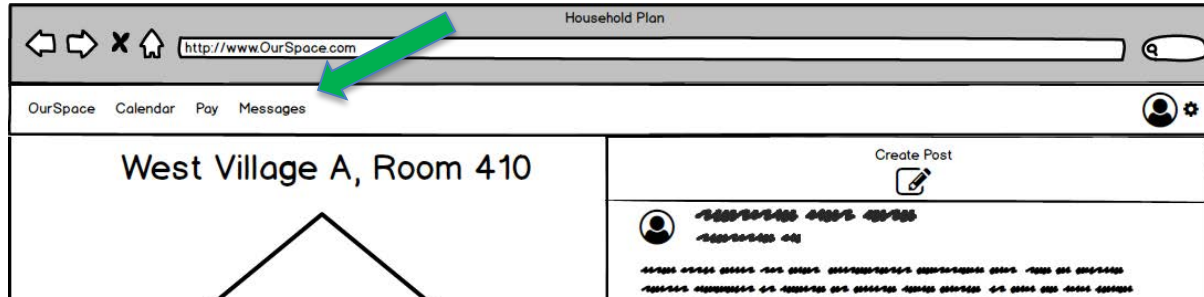 Household Plan
http://www.OurSpace.com
OurSpace Calendar Pay Messages
West Village A, Room 410
Create Post